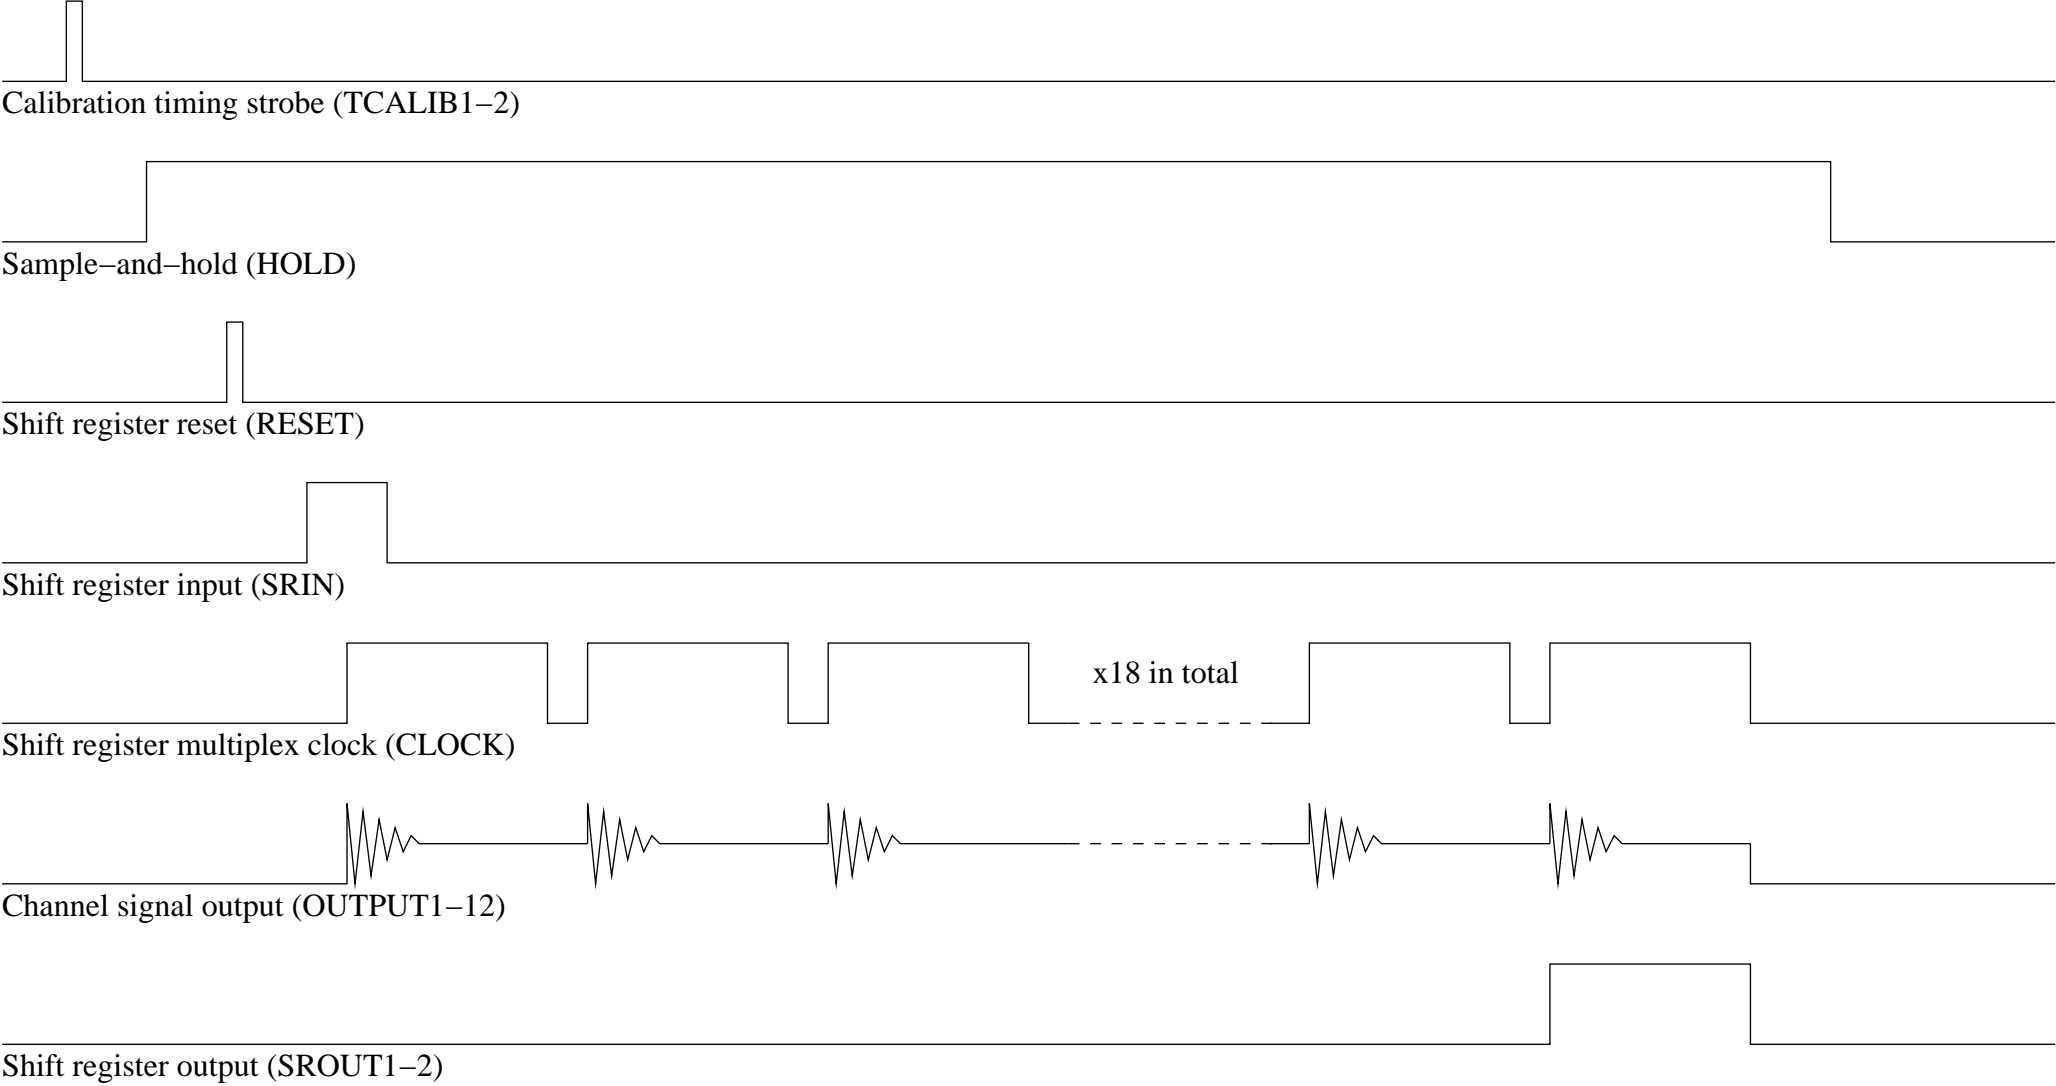 Calibration timing strobe (TCALIB1−2)
Sample−and−hold (HOLD)
Shift register reset (RESET)
Shift register input (SRIN)
x18 in total
Shift register multiplex clock (CLOCK)
Channel signal output (OUTPUT1−12)
Shift register output (SROUT1−2)